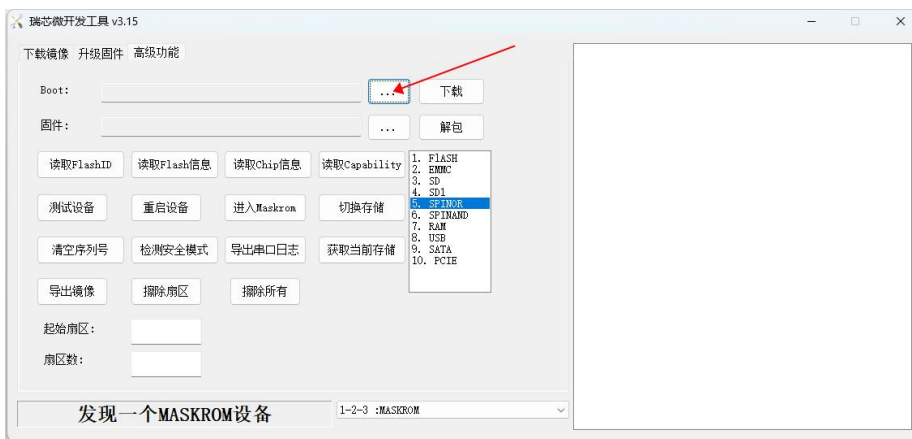 瑞芯微开发工具 v3.15
下载镜像 升级固件 高级功能
Boot: ... 下载
固件: ... 解包
读取FlashID 读取Flash信息 读取Chip信息 读取Capability
测试设备 重启设备 进入Maskrom 切换存储
清空序列号 检测安全模式 导出串口日志 获取当前存储
导出镜像 擦除扇区 擦除所有
1. FlASH
2. EMMC
3. SD
4. SD1
5. SPINOR
6. SPINAND
7. RAM
8. USB
9. SATA
10. PCIE
起始扇区:
扇区数:
发现一个MASKROM设备 1-2-3 :MASKROM